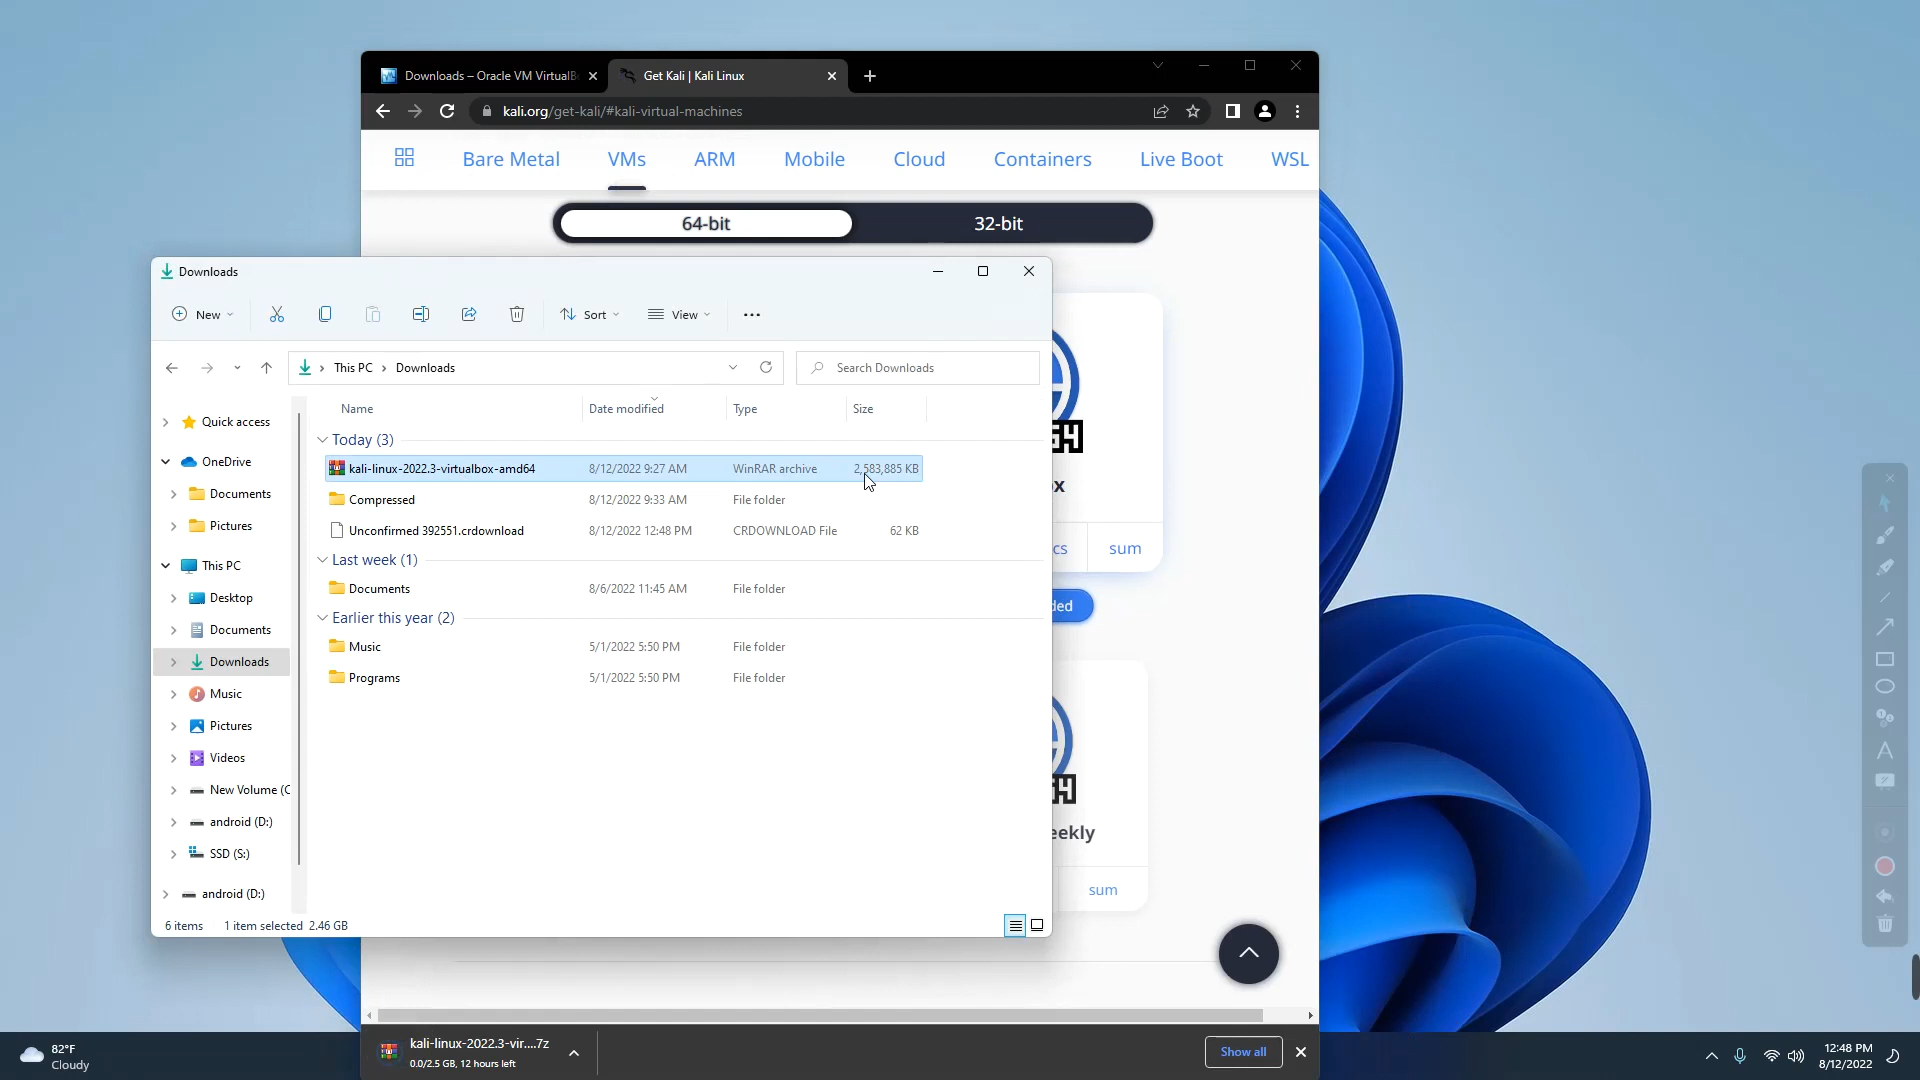 Downloads – Oracle VM VirtualB
Get Kali | Kali Linux
kali.org/get-kali/#kali-virtual-machines
Bare Metal
VMs
ARM
Mobile
Cloud
Containers
Live Boot
WSL
64-bit
32-bit
Downloads
New
Sort
View
This PC
Downloads
Search Downloads
Name
Date modified
Type
Size
Quick access
OneDrive
Documents
Pictures
This PC
Desktop
Documents
Downloads
Music
Pictures
Videos
New Volume (C
android (D:)
SSD (S:)
android (D:)
Today (3)
kali-linux-2022.3-virtualbox-amd64 8/12/2022 9:27 AM WinRAR archive 2,583,885 KB
Compressed 8/12/2022 9:33 AM File folder
Unconfirmed 392551.crdownload 8/12/2022 12:48 PM CRDOWNLOAD File 62 KB
Last week (1)
Documents 8/6/2022 11:45 AM File folder
Earlier this year (2)
Music 5/1/2022 5:50 PM File folder
Programs 5/1/2022 5:50 PM File folder
6 items
1 item selected 2.46 GB
x
cs
sum
ded
eekly
sum
kali-linux-2022.3-vir....7z
0.0/2.5 GB, 12 hours left
Show all
82°F
Cloudy
12:48 PM
8/12/2022